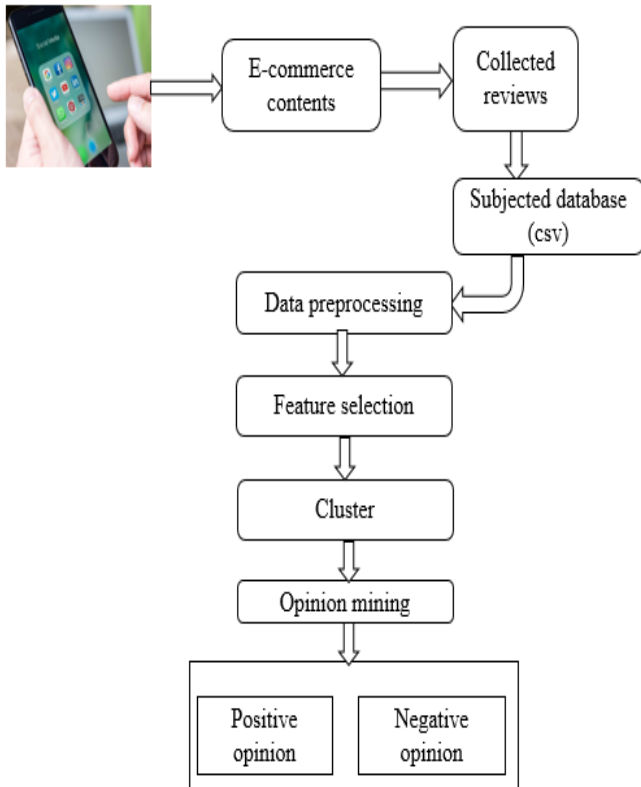 E-commerce
contents
Collected
reviews
Subjected database
(csv)
Data preprocessing
Feature selection
Cluster
Opinion mining
Positive
opinion
Negative
opinion